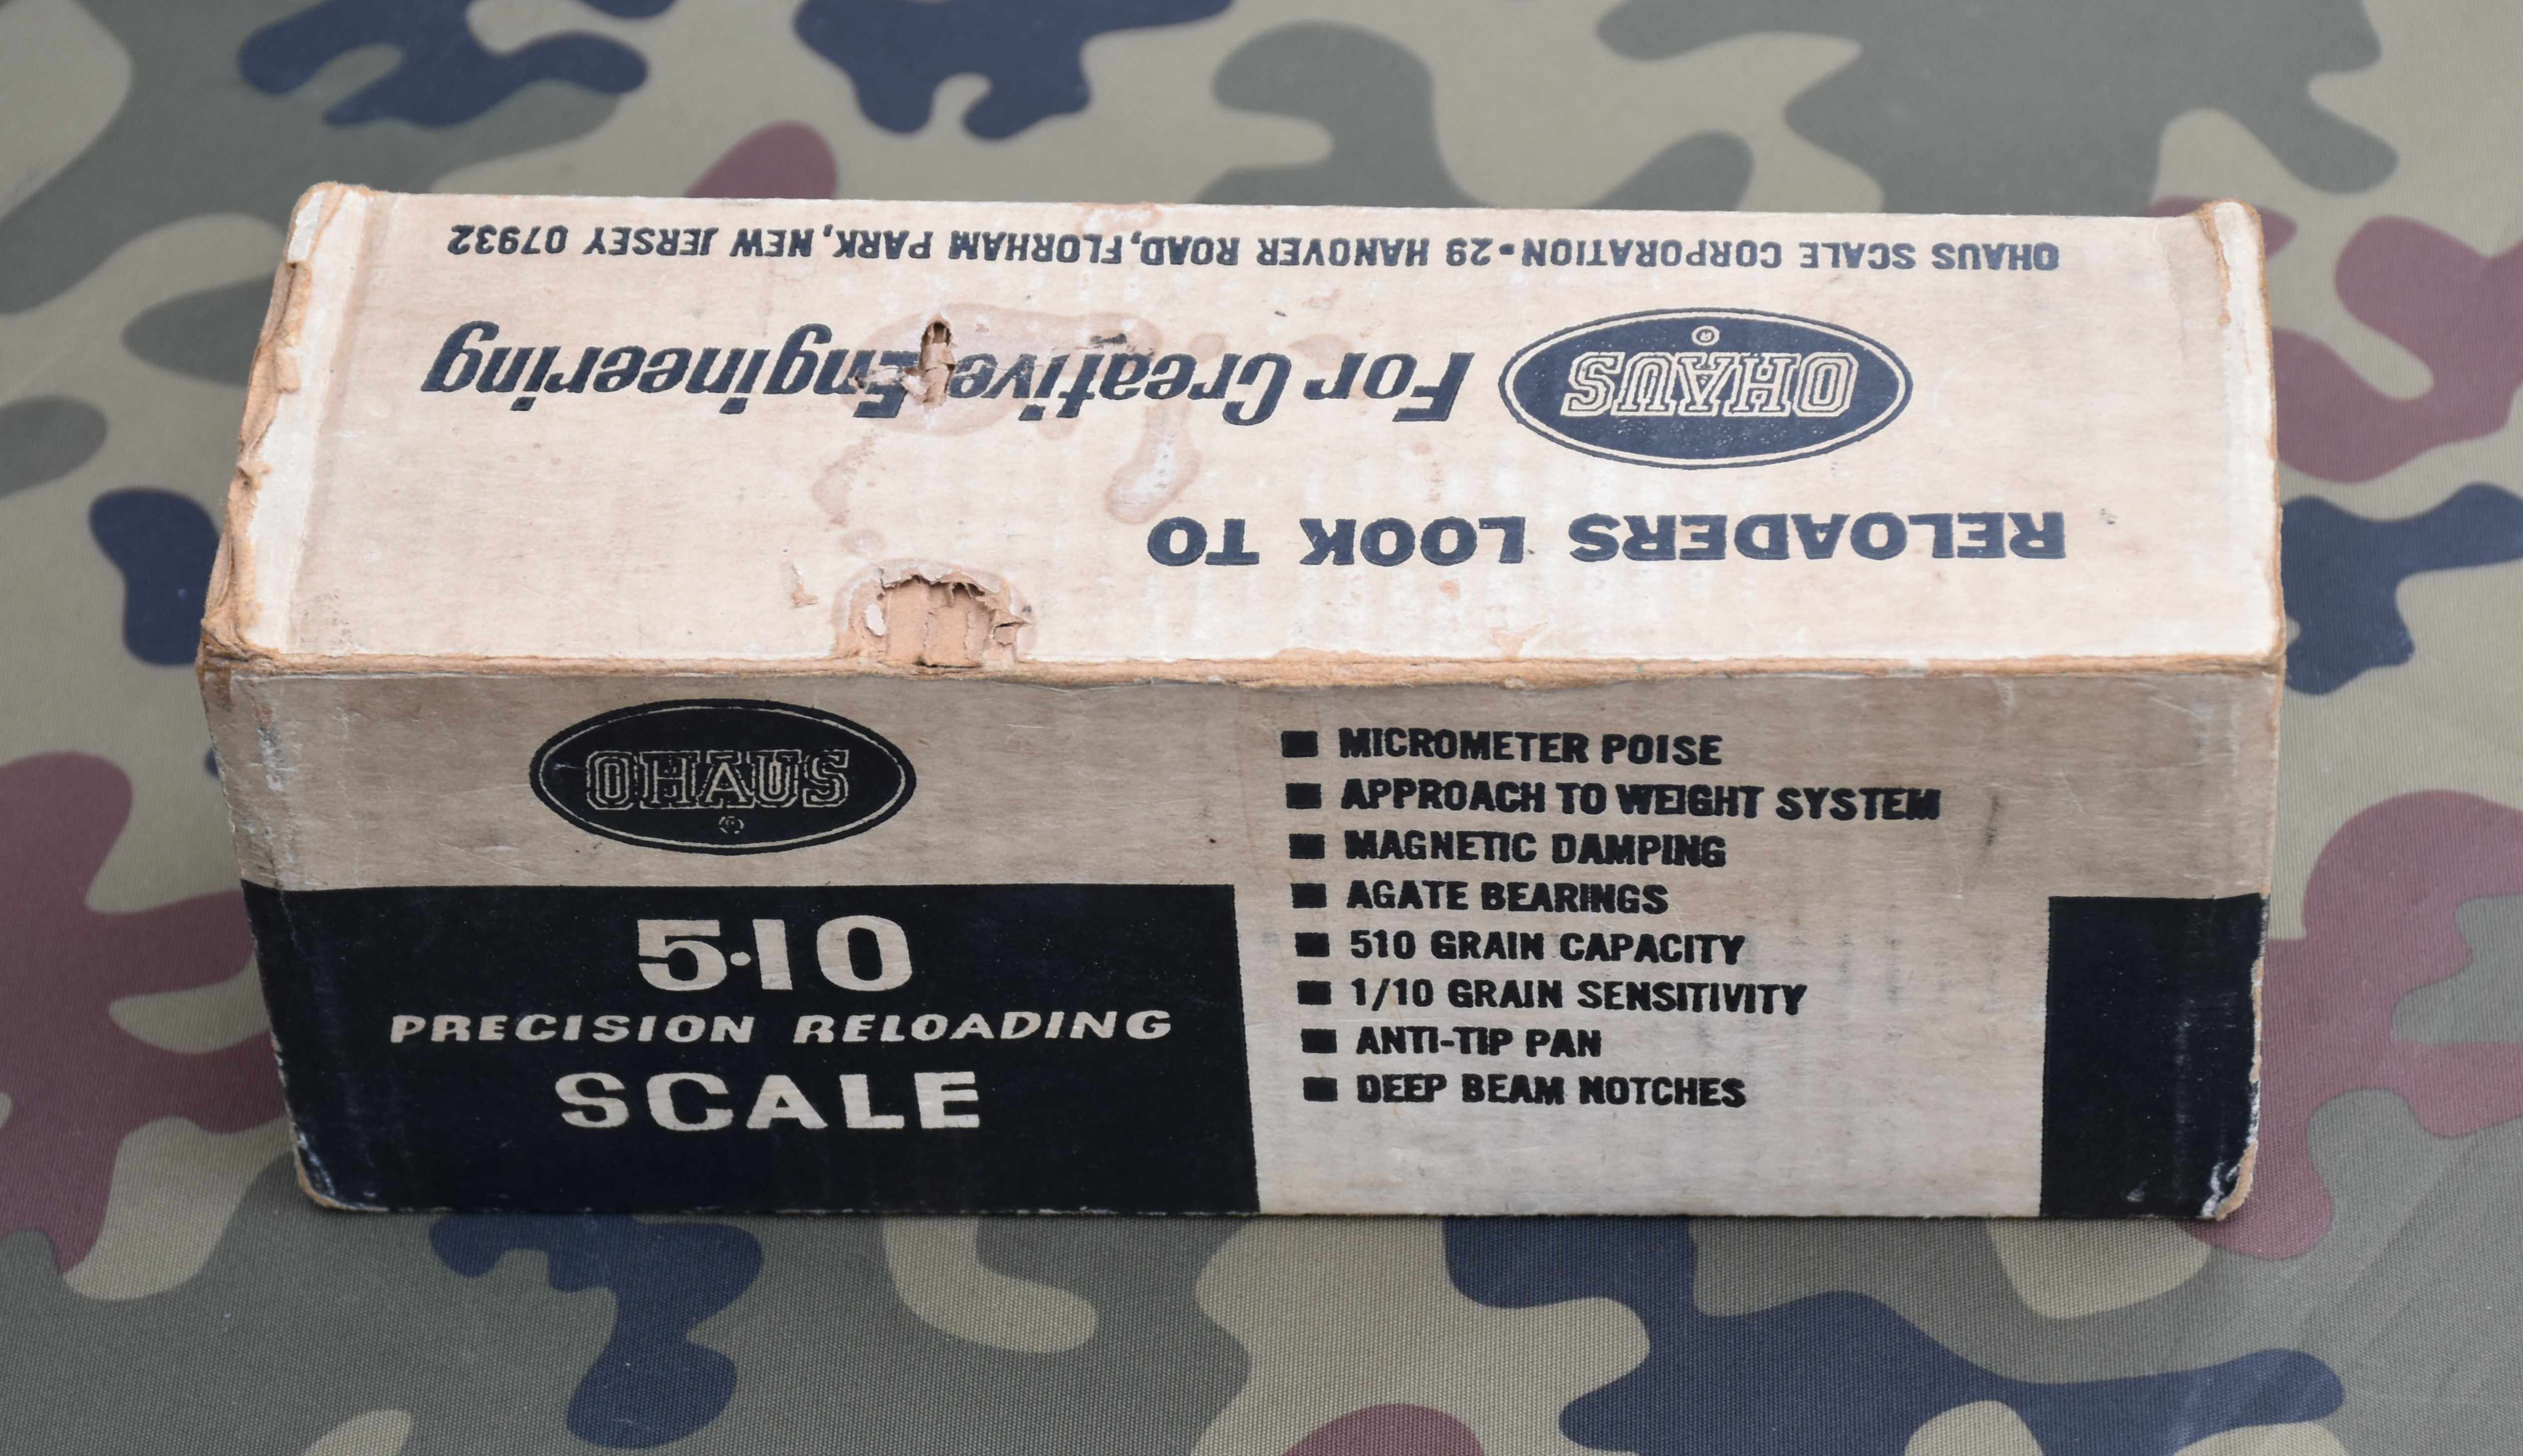 OHAUS SCALE CORPORATION • 29 HANOVER ROAD, FLORHAM PARK, NEW JERSEY 07932
RELOADERS LOOK TO
OHAUS ® For Creative Engineering
OHAUS
®
5·10
PRECISION RELOADING
SCALE
■ MICROMETER POISE
■ APPROACH TO WEIGHT SYSTEM
■ MAGNETIC DAMPING
■ AGATE BEARINGS
■ 510 GRAIN CAPACITY
■ 1/10 GRAIN SENSITIVITY
■ ANTI-TIP PAN
■ DEEP BEAM NOTCHES